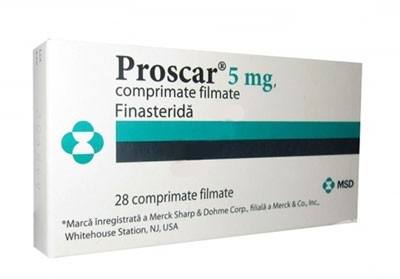 Proscar® 5 mg,
comprimate filmate
Finasteridă
28 comprimate filmate
MSD
*Marcă înregistrată a Merck Sharp & Dohme Corp., filială a Merck & Co., Inc.,
Whitehouse Station, NJ, USA